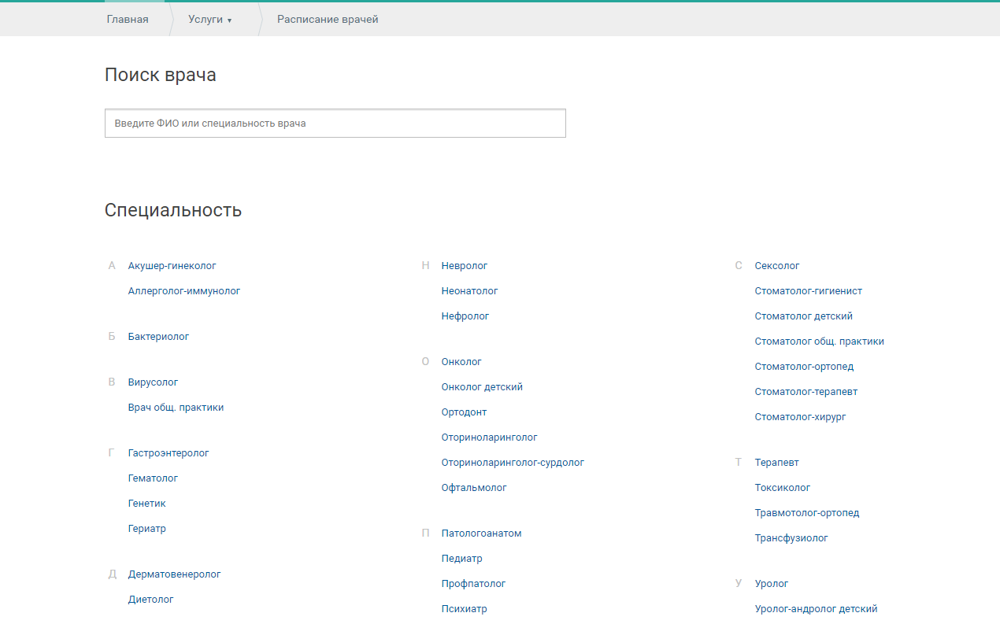 Главная
Услуги ▾
Расписание врачей
Поиск врача
Введите ФИО или специальность врача
Специальность
А Акушер-гинеколог
Аллерголог-иммунолог
Б Бактериолог
В Вирусолог
Врач общ. практики
Г Гастроэнтеролог
Гематолог
Генетик
Гериатр
Д Дерматовенеролог
Диетолог
Н Невролог
Неонатолог
Нефролог
О Онколог
Онколог детский
Ортодонт
Оториноларинголог
Оториноларинголог-сурдолог
Офтальмолог
П Патологоанатом
Педиатр
Профпатолог
Психиатр
С Сексолог
Стоматолог-гигиенист
Стоматолог детский
Стоматолог общ. практики
Стоматолог-ортопед
Стоматолог-терапевт
Стоматолог-хирург
Т Терапевт
Токсиколог
Травмотолог-ортопед
Трансфузиолог
У Уролог
Уролог-андролог детский